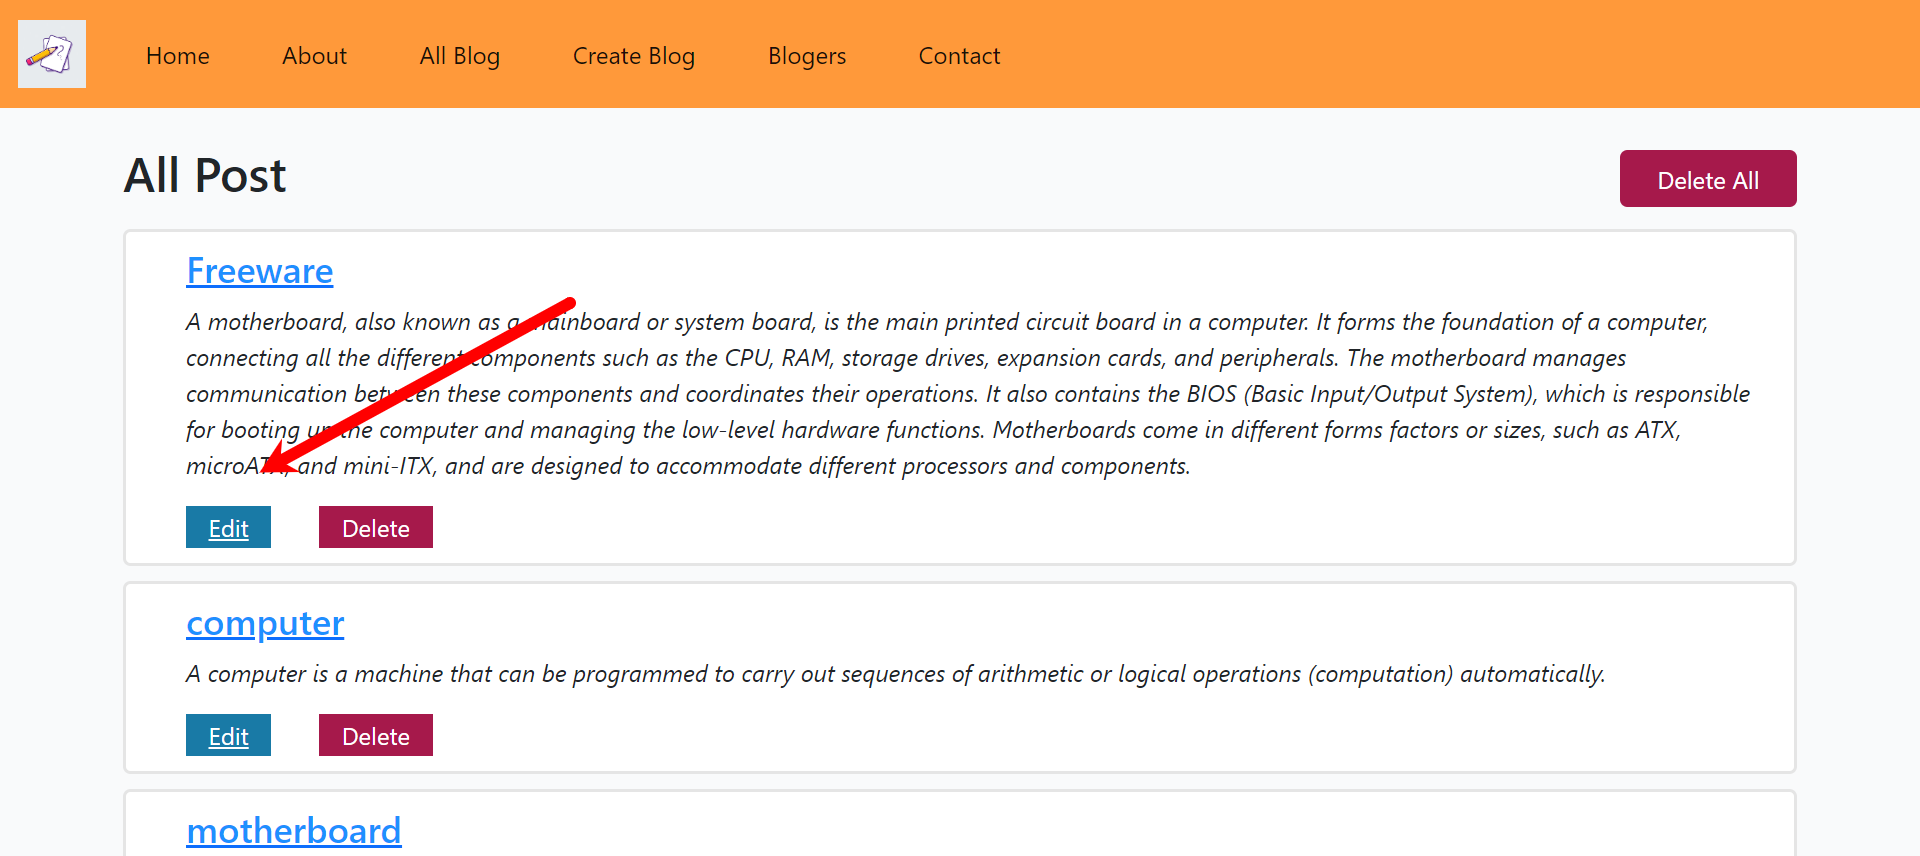 Home About All Blog Create Blog Blogers Contact
All Post
Delete All
Freeware
A motherboard, also known as a mainboard or system board, is the main printed circuit board in a computer. It forms the foundation of a computer,
connecting all the different components such as the CPU, RAM, storage drives, expansion cards, and peripherals. The motherboard manages
communication between these components and coordinates their operations. It also contains the BIOS (Basic Input/Output System), which is responsible
for booting up the computer and managing the low-level hardware functions. Motherboards come in different forms factors or sizes, such as ATX,
microATX, and mini-ITX, and are designed to accommodate different processors and components.
Edit Delete
computer
A computer is a machine that can be programmed to carry out sequences of arithmetic or logical operations (computation) automatically.
Edit Delete
motherboard